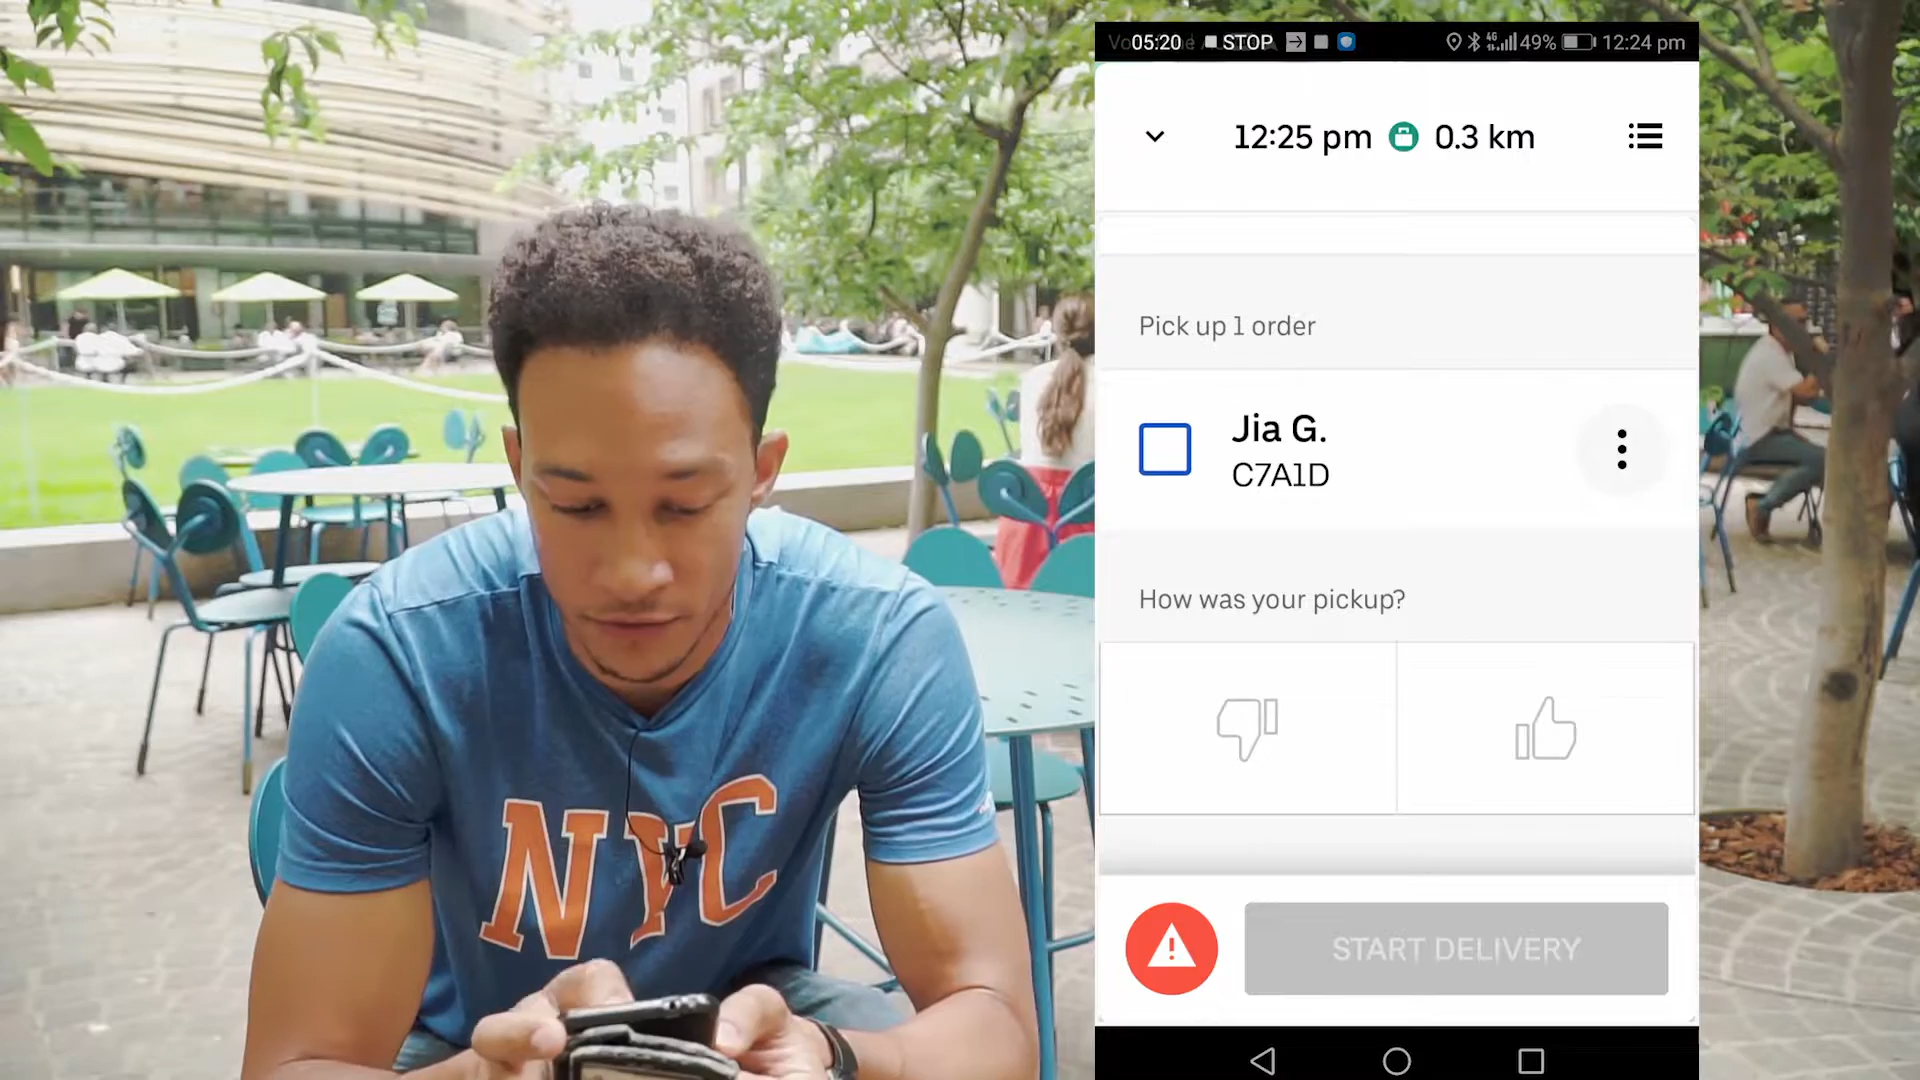 NYC
05:20 STOP 4G 49% 12:24 pm
12:25 pm 0.3 km
Pick up 1 order
Jia G.
C7A1D
How was your pickup?
START DELIVERY